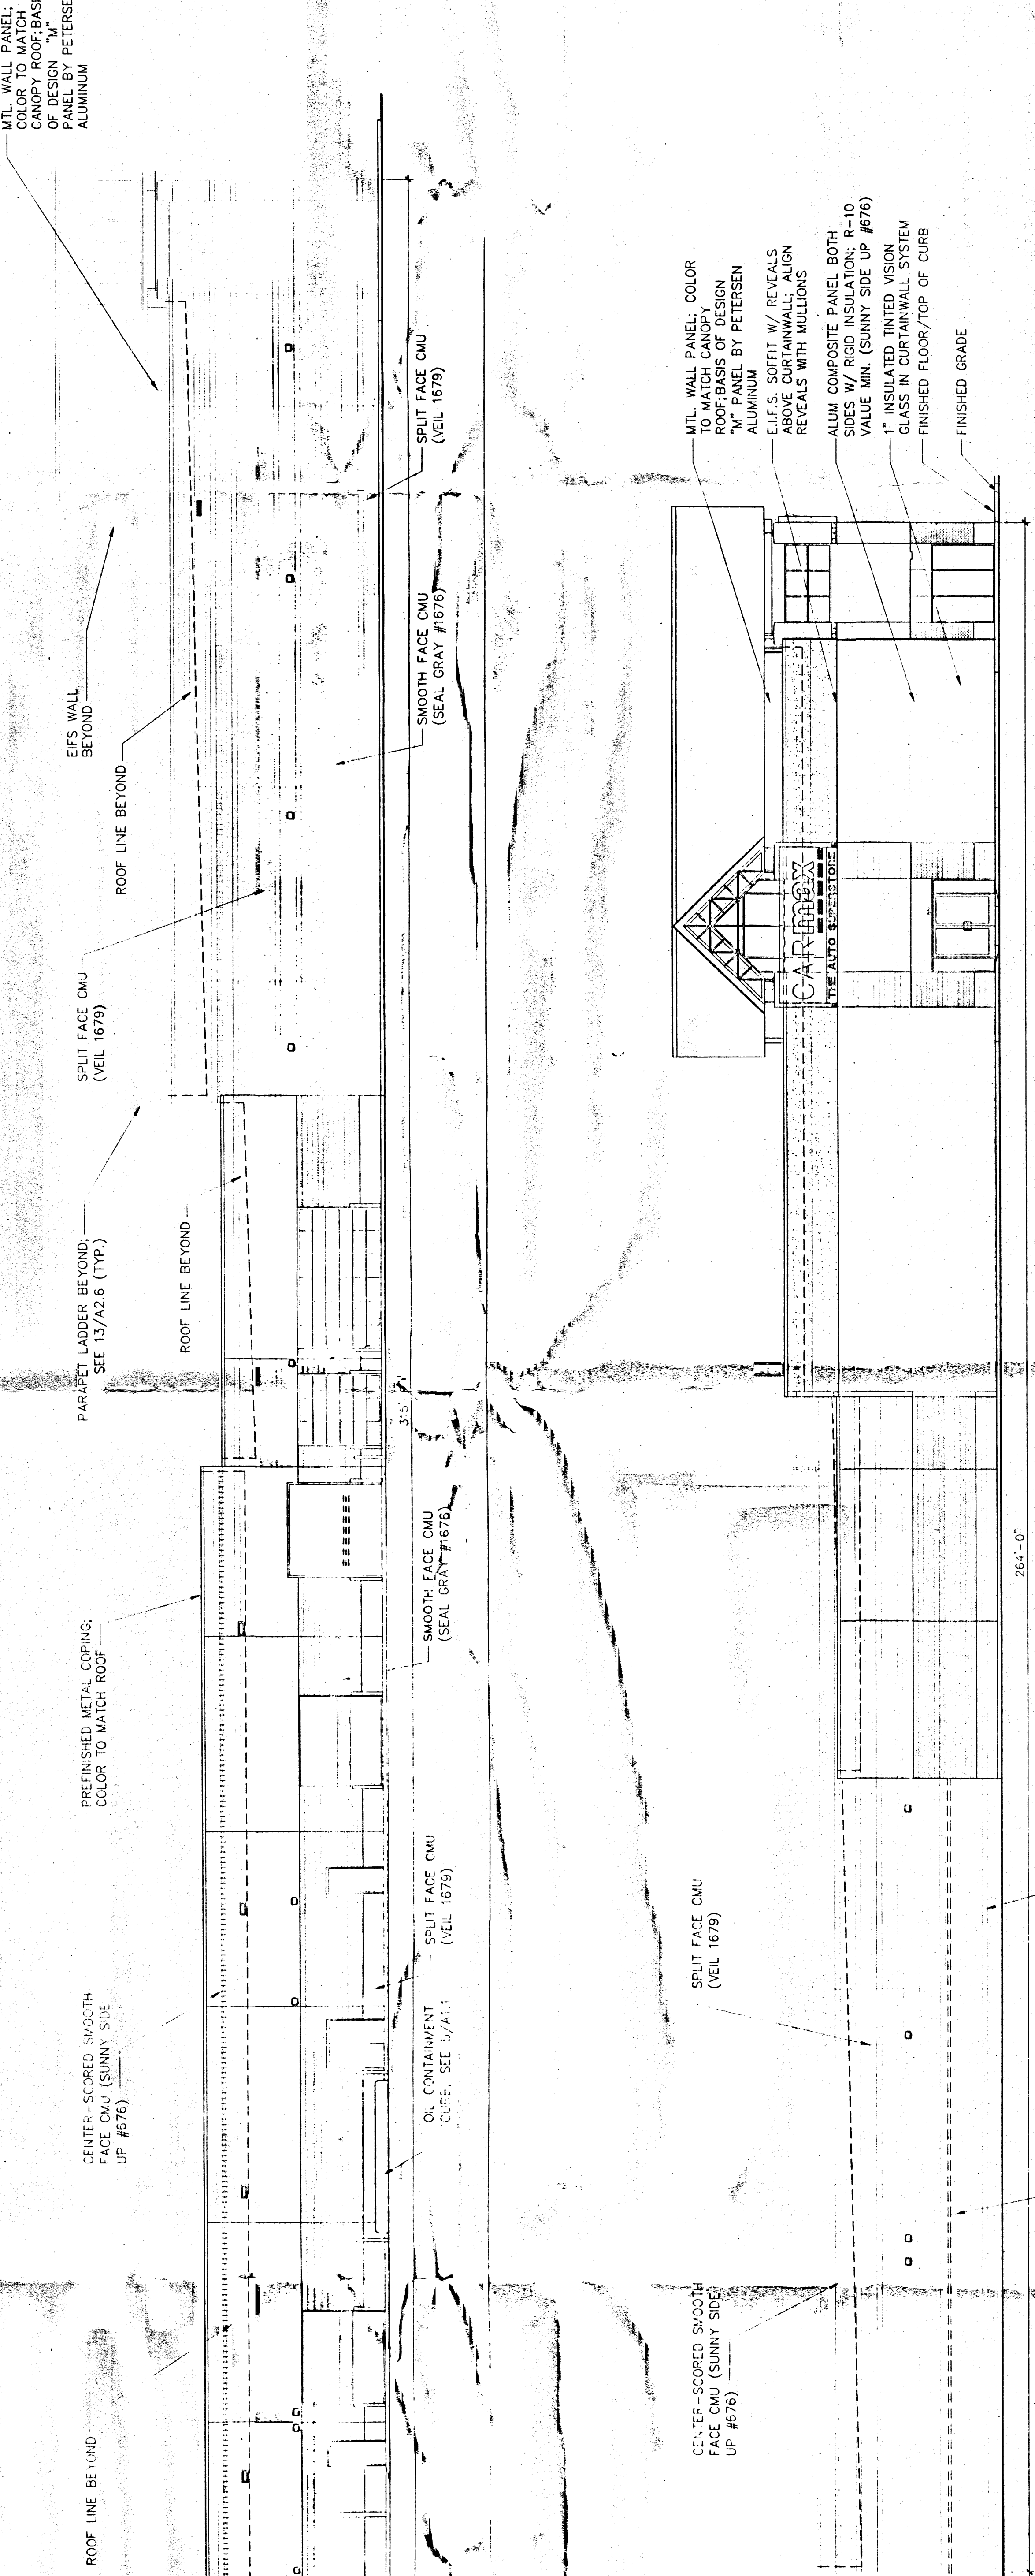 ROOF LINE BEYOND
CENTER-SCORED SMOOTH
FACE CMU (SUNNY SIDE
UP #676)
PREFINISHED METAL COPING;
COLOR TO MATCH ROOF
PARAPET LADDER BEYOND;
SEE 13/A2.6 (TYP.)
ROOF LINE BEYOND
SPLIT FACE CMU
(VEIL 1679)
ROOF LINE BEYOND
EIFS WALL
BEYOND
MTL. WALL PANEL;
COLOR TO MATCH
CANOPY ROOF;BASI
OF DESIGN "M"
PANEL BY PETERSE
ALUMINUM
OIL CONTAINMENT
CURB, SEE
SPLIT FACE CMU
(VEIL 1679)
SMOOTH FACE CMU
(SEAL GRAY #1676)
3'6"
SMOOTH FACE CMU
(SEAL GRAY #1676)
SPLIT FACE CMU
(VEIL 1679)
CENTER-SCORED SMOOTH
FACE CMU (SUNNY SIDE
UP #676)
SPLIT FACE CMU
(VEIL 1679)
CARmax
THE AUTO SUPERSTORE
MTL. WALL PANEL; COLOR
TO MATCH CANOPY
ROOF;BASIS OF DESIGN
"M" PANEL BY PETERSEN
ALUMINUM
E.I.F.S. SOFFIT W/ REVEALS
ABOVE CURTAINWALL; ALIGN
REVEALS WITH MULLIONS
ALUM COMPOSITE PANEL BOTH
SIDES W/ RIGID INSULATION; R-10
VALUE MIN. (SUNNY SIDE UP #676)
1" INSULATED TINTED VISION
GLASS IN CURTAINWALL SYSTEM
FINISHED FLOOR/TOP OF CURB
FINISHED GRADE
264'-0"